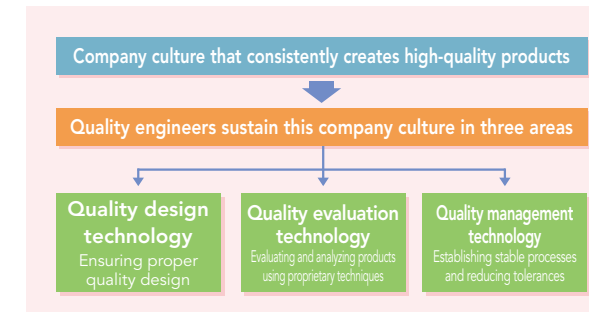 Company culture that consistently creates high-quality products
Quality engineers sustain this company culture in three areas
Quality design
technology
Ensuring proper
quality design
Quality evaluation
technology
Evaluating and analyzing products
using proprietary techniques
Quality management
technology
Establishing stable processes
and reducing tolerances